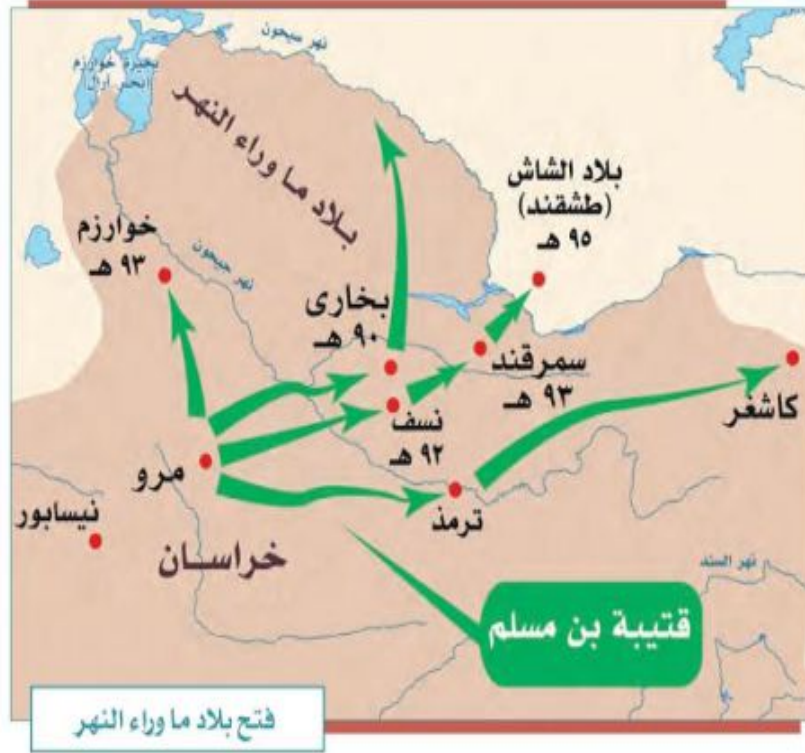 نهر سيحون
بحيرة خوارزم
(بحر آرال)
بلاد ما وراء النهر
بلاد الشاش
(طشقند)
٩٥ هـ
خوارزم
٩٣ هـ
نهر جيحون
بخارى
٩٠ هـ
سمرقند
٩٣ هـ
نسف
٩٢ هـ
كاشغر
مرو
ترمذ
نيسابور
خراسان
نهر السند
قتيبة بن مسلم
فتح بلاد ما وراء النهر